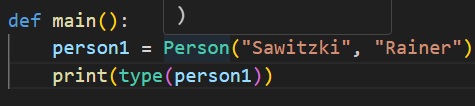 )
def main():
    person1 = Person("Sawitzki", "Rainer")
    print(type(person1))